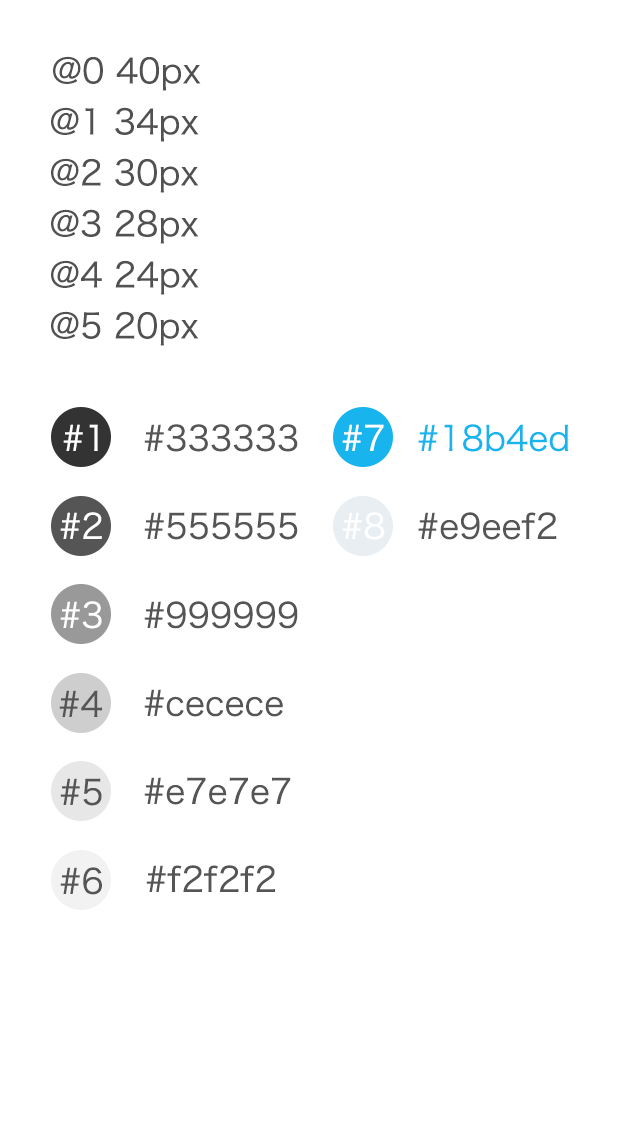 @0 40px
@1 34px
@2 30px
@3 28px
@4 24px
@5 20px
#1 #333333 #7 #18b4ed
#2 #555555 #8 #e9eef2
#3 #999999
#4 #cecece
#5 #e7e7e7
#6 #f2f2f2